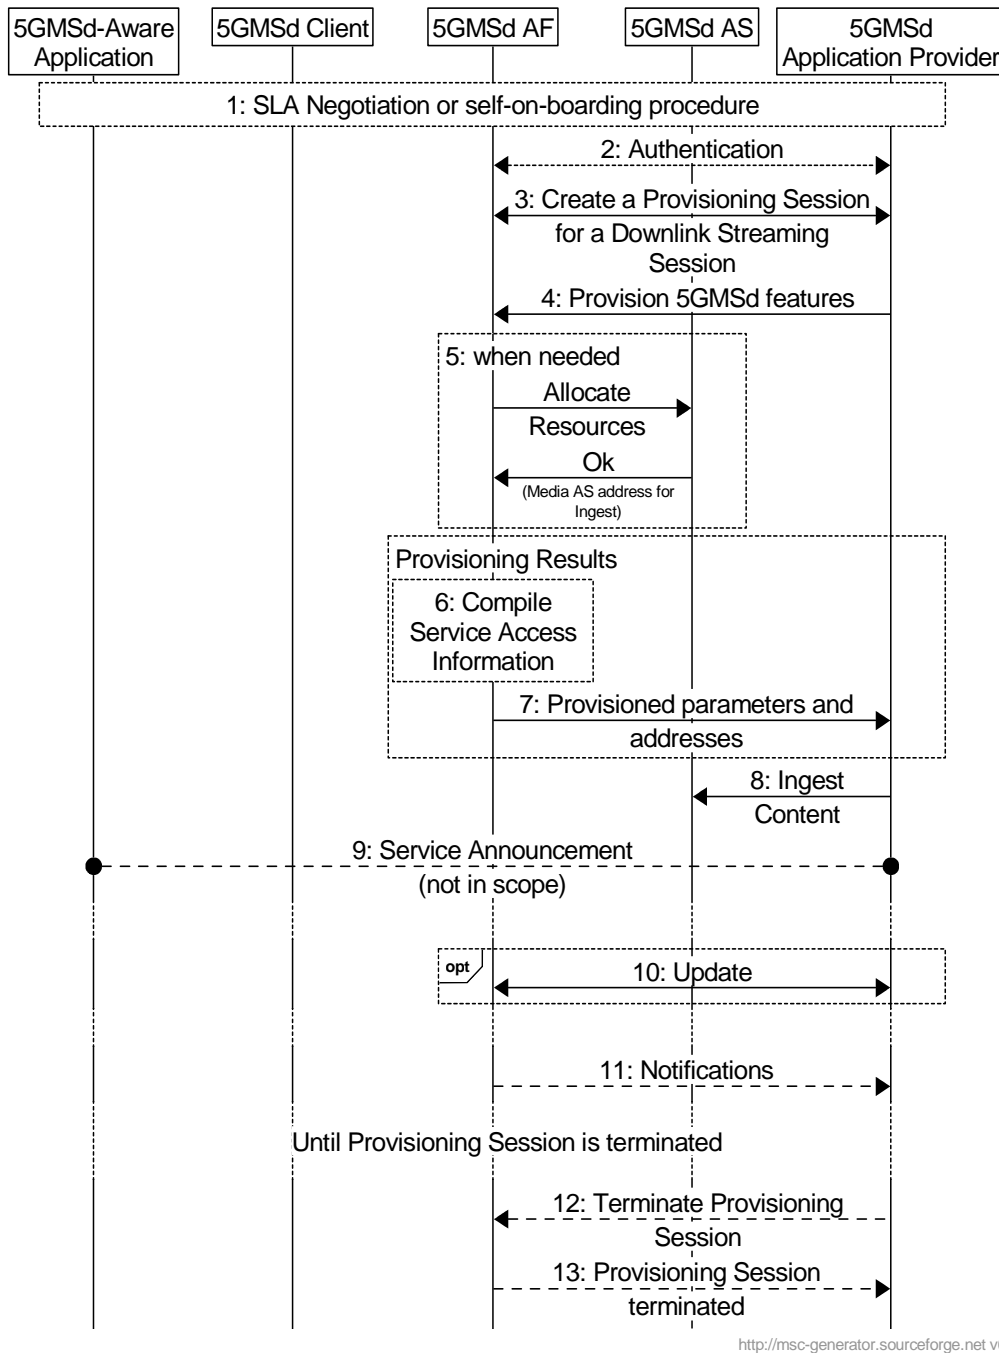 5GMSd-Aware
Application
5GMSd Client
5GMSd AF
5GMSd AS
5GMSd
Application Provider
1: SLA Negotiation or self-on-boarding procedure
2: Authentication
3: Create a Provisioning Session
for a Downlink Streaming
Session
4: Provision 5GMSd features
5: when needed
Allocate
Resources
Ok
(Media AS address for
Ingest)
Provisioning Results
6: Compile
Service Access
Information
7: Provisioned parameters and
addresses
8: Ingest
Content
9: Service Announcement
(not in scope)
opt
10: Update
11: Notifications
Until Provisioning Session is terminated
12: Terminate Provisioning
Session
13: Provisioning Session
terminated
http://msc-generator.sourceforge.net